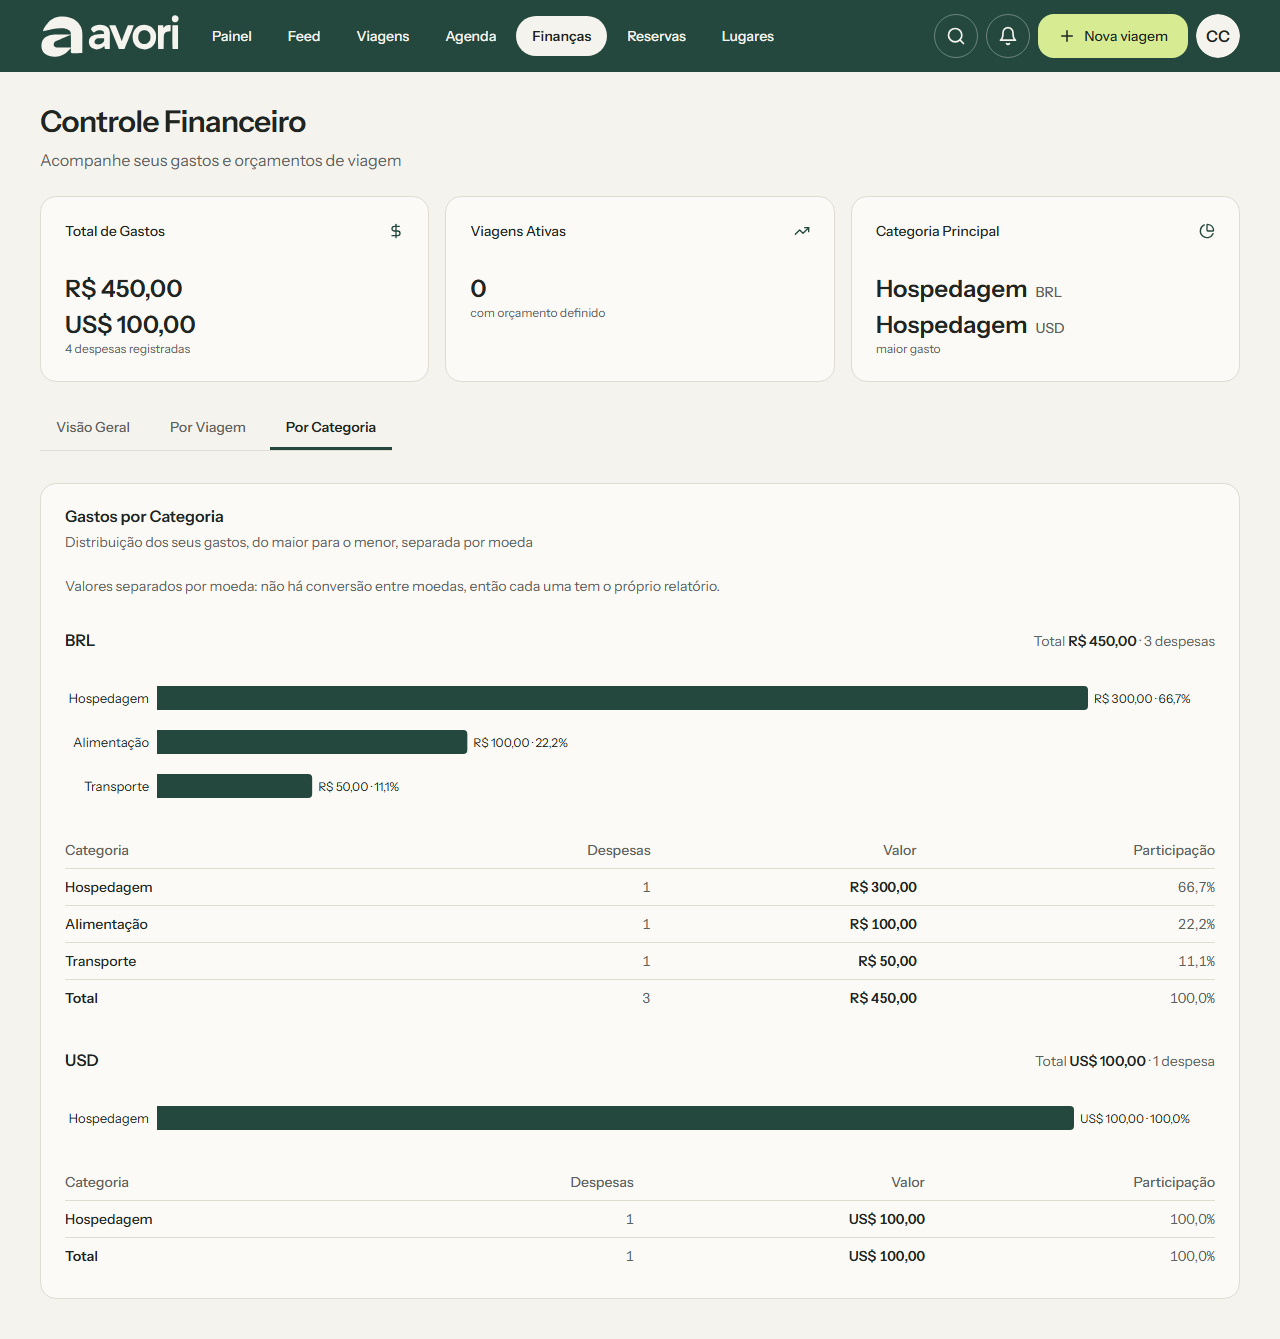 avori Painel Feed Viagens Agenda Finanças Reservas Lugares Nova viagem CC
Controle Financeiro
Acompanhe seus gastos e orçamentos de viagem
Total de Gastos
R$ 450,00
US$ 100,00
4 despesas registradas
Viagens Ativas
0
com orçamento definido
Categoria Principal
Hospedagem BRL
Hospedagem USD
maior gasto
Visão Geral Por Viagem Por Categoria
Gastos por Categoria
Distribuição dos seus gastos, do maior para o menor, separada por moeda
Valores separados por moeda: não há conversão entre moedas, então cada uma tem o próprio relatório.
BRL Total R$ 450,00 · 3 despesas
Hospedagem R$ 300,00 · 66,7%
Alimentação R$ 100,00 · 22,2%
Transporte R$ 50,00 · 11,1%
Categoria Despesas Valor Participação
Hospedagem 1 R$ 300,00 66,7%
Alimentação 1 R$ 100,00 22,2%
Transporte 1 R$ 50,00 11,1%
Total 3 R$ 450,00 100,0%
USD Total US$ 100,00 · 1 despesa
Hospedagem US$ 100,00 · 100,0%
Categoria Despesas Valor Participação
Hospedagem 1 US$ 100,00 100,0%
Total 1 US$ 100,00 100,0%